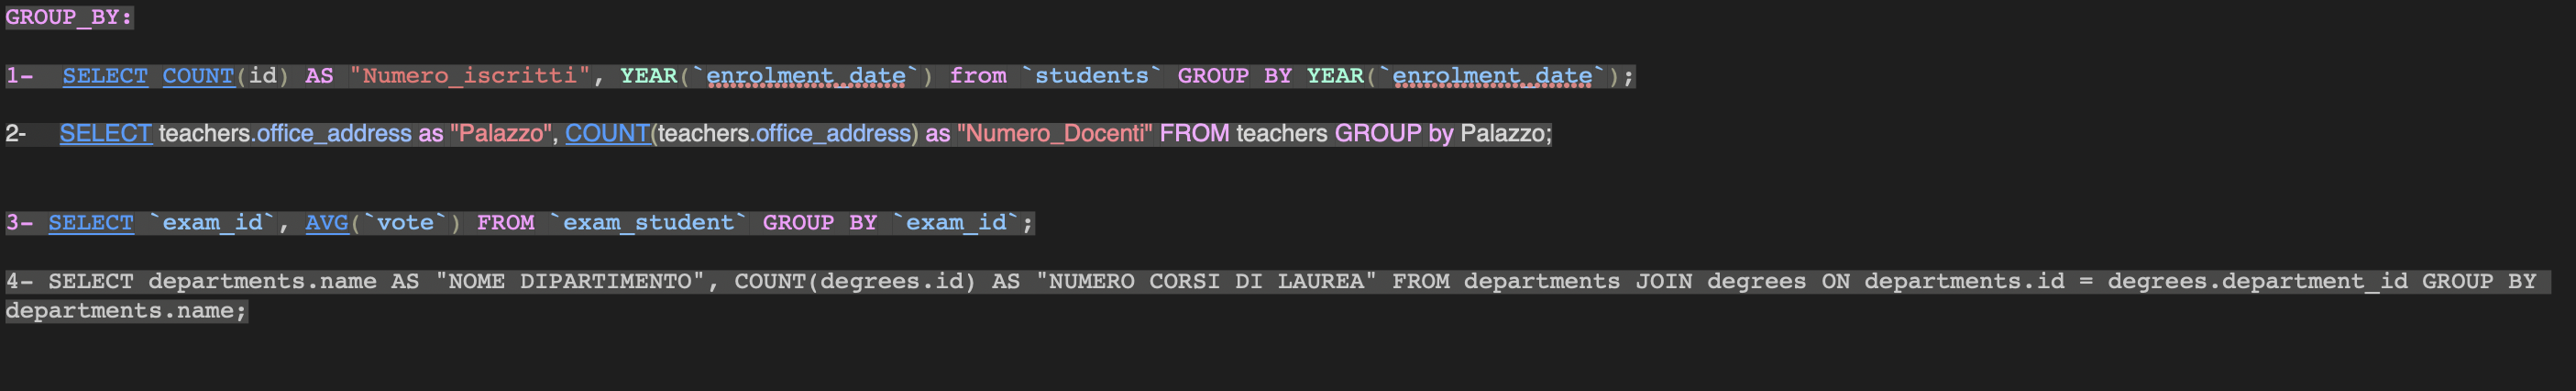 GROUP_BY:
1- SELECT COUNT(id) AS "Numero_iscritti", YEAR(`enrolment_date`) from `students` GROUP BY YEAR(`enrolment_date`);
2- SELECT teachers.office_address as "Palazzo", COUNT(teachers.office_address) as "Numero_Docenti" FROM teachers GROUP by Palazzo;
3- SELECT `exam_id`, AVG(`vote`) FROM `exam_student` GROUP BY `exam_id`;
4- SELECT departments.name AS "NOME DIPARTIMENTO", COUNT(degrees.id) AS "NUMERO CORSI DI LAUREA" FROM departments JOIN degrees ON departments.id = degrees.department_id GROUP BY
departments.name;